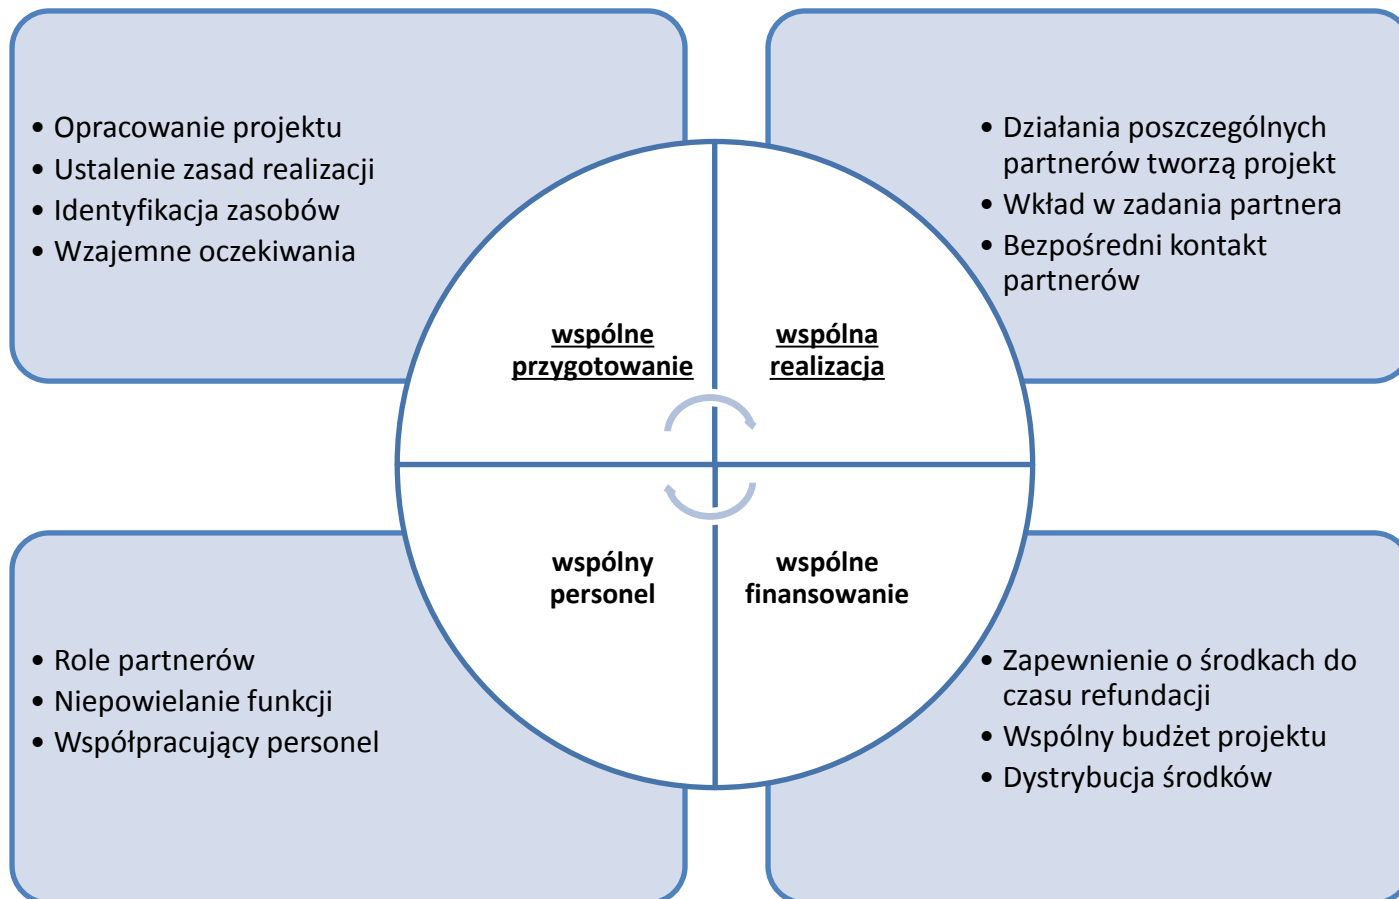 • Opracowanie projektu
• Ustalenie zasad realizacji
• Identyfikacja zasobów
• Wzajemne oczekiwania
• Działania poszczególnych
partnerów tworzą projekt
• Wkład w zadania partnera
• Bezpośredni kontakt
partnerów
wspólne
przygotowanie
wspólna
realizacja
wspólny
personel
wspólne
finansowanie
• Role partnerów
• Niepowielanie funkcji
• Współpracujący personel
• Zapewnienie o środkach do
czasu refundacji
• Wspólny budżet projektu
• Dystrybucja środków